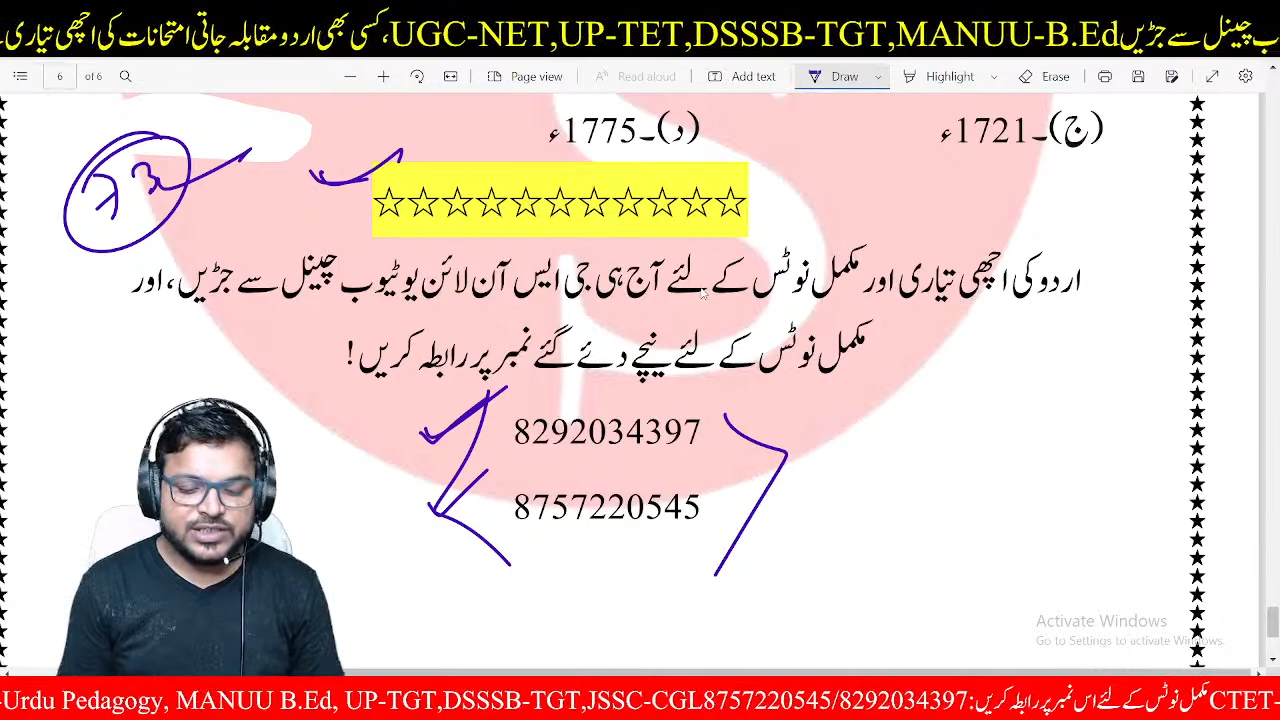 ب چینل سے جڑیں UGC-NET,UP-TET,DSSSB-TGT,MANUU-B.Ed، کسی بھی اردو مقابلہ جاتی امتحانات کی اچھی تیاری
6 of 6 Page view Read aloud Add text Draw Highlight Erase
(ج)۔1721ء (د)۔1775ء
☆☆☆☆☆☆☆☆☆☆☆
اردو کی اچھی تیاری اور مکمل نوٹس کے لئے آج ہی جی ایس آن لائن یوٹیوب چینل سے جڑیں، اور
مکمل نوٹس کے لئے نیچے دئے گئے نمبر پر رابطہ کریں!
8292034397
8757220545
Activate Windows
Go to Settings to activate Windows.
-Urdu Pedagogy, MANUU B.Ed, UP-TGT,DSSSB-TGT,JSSC-CGL مکمل نوٹس کے لئے اس نمبر پر رابطہ کریں:8757220545/8292034397 CTET-